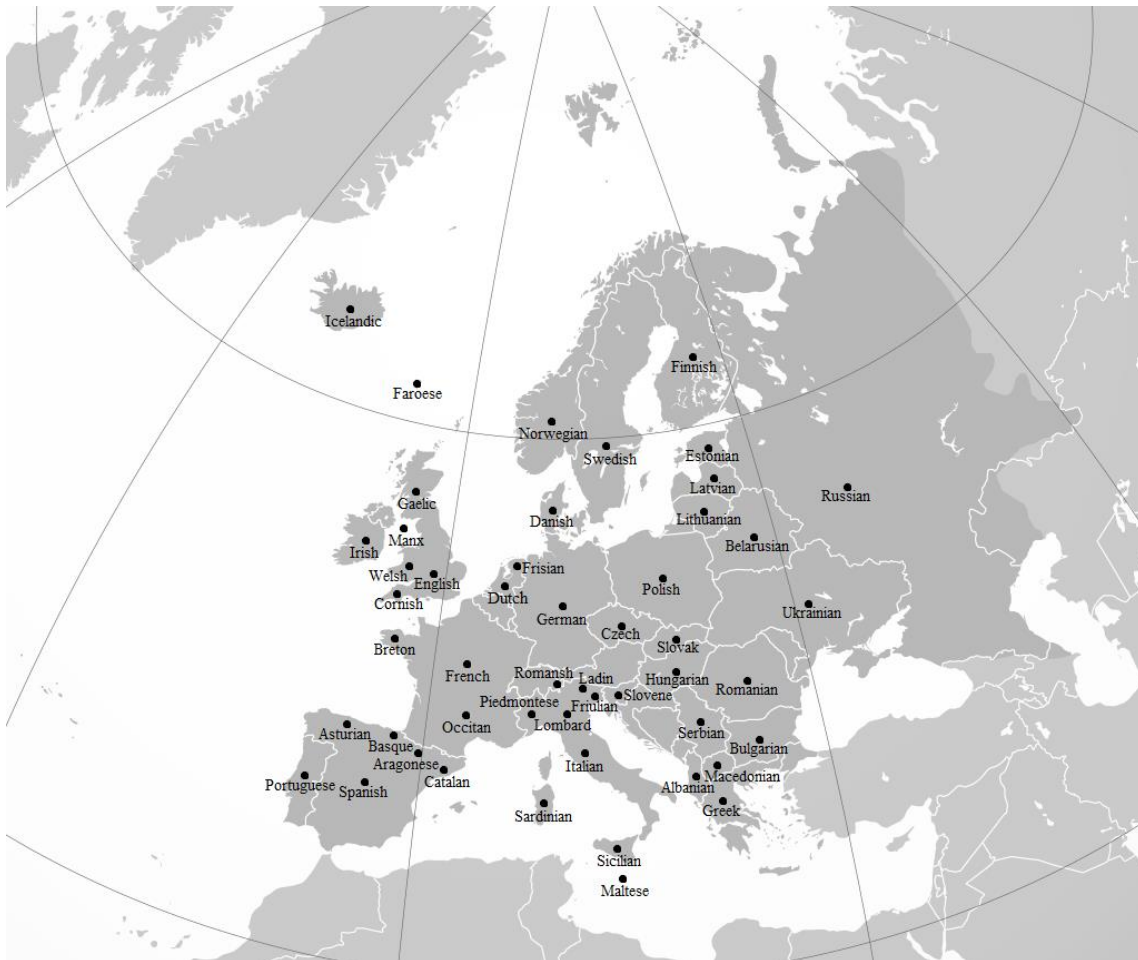 Icelandic
Finnish
Faroese
Norwegian
Swedish
Estonian
Latvian
Russian
Gaelic
Lithuanian
Danish
Manx
Belarusian
Irish
Welsh
English
Frisian
Dutch
Polish
Cornish
Ukrainian
German
Czech
Breton
Slovak
French
Romansh
Ladin
Hungarian
Romanian
Piedmontese
Friulian
Slovene
Asturian
Occitan
Lombard
Serbian
Basque
Bulgarian
Aragonese
Italian
Portuguese
Spanish
Catalan
Albanian
Macedonian
Sardinian
Greek
Sicilian
Maltese